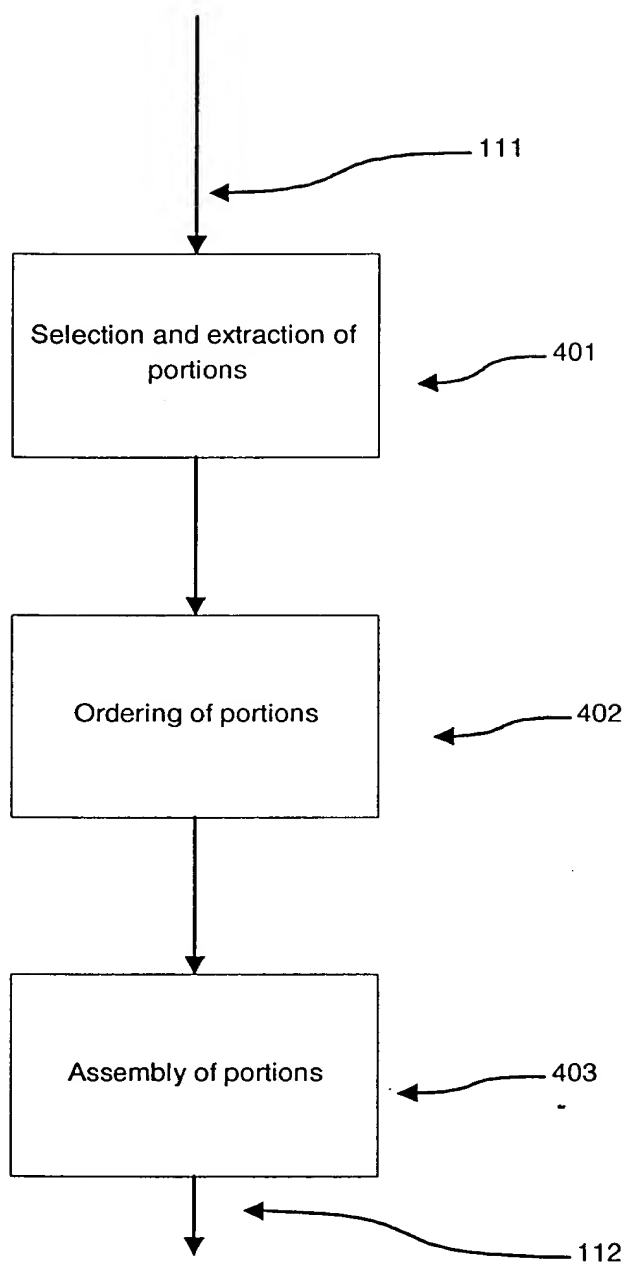 111
Selection and extraction of
portions
401
Ordering of portions
402
Assembly of portions
403
112